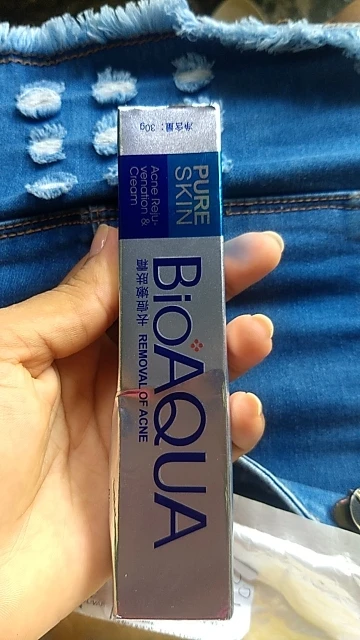 净含量：30g
PURE
SKIN
Acne Reju-
venation &
Cream
BioAQUA
REMOVAL OF ACNE